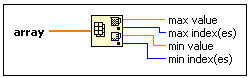 array
max value
max index(es)
min value
min index(es)